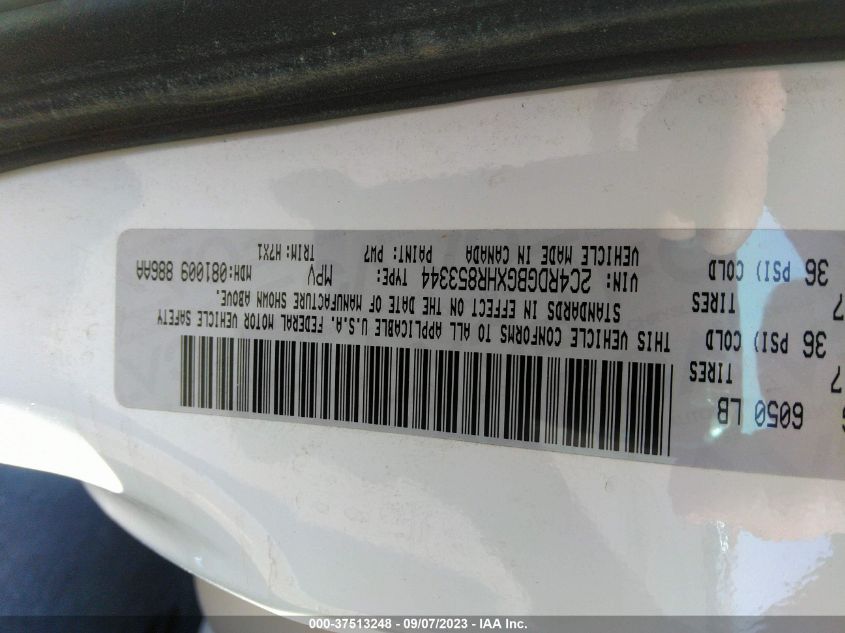 6050 LB
7 TIRES
36 PSI) COLD
7 TIRES
36 PSI) COLD
THIS VEHICLE CONFORMS TO ALL APPLICABLE U.S.A. FEDERAL MOTOR VEHICLE SAFETY
STANDARDS IN EFFECT ON THE DATE OF MANUFACTURE SHOWN ABOVE.
VIN: 2C4RDGBGXHR853344 TYPE: MPV MDH:081009 886AA
VEHICLE MADE IN CANADA PAINT: PW7 TRIM: H7X1
000-37513248 - 09/07/2023 - IAA Inc.